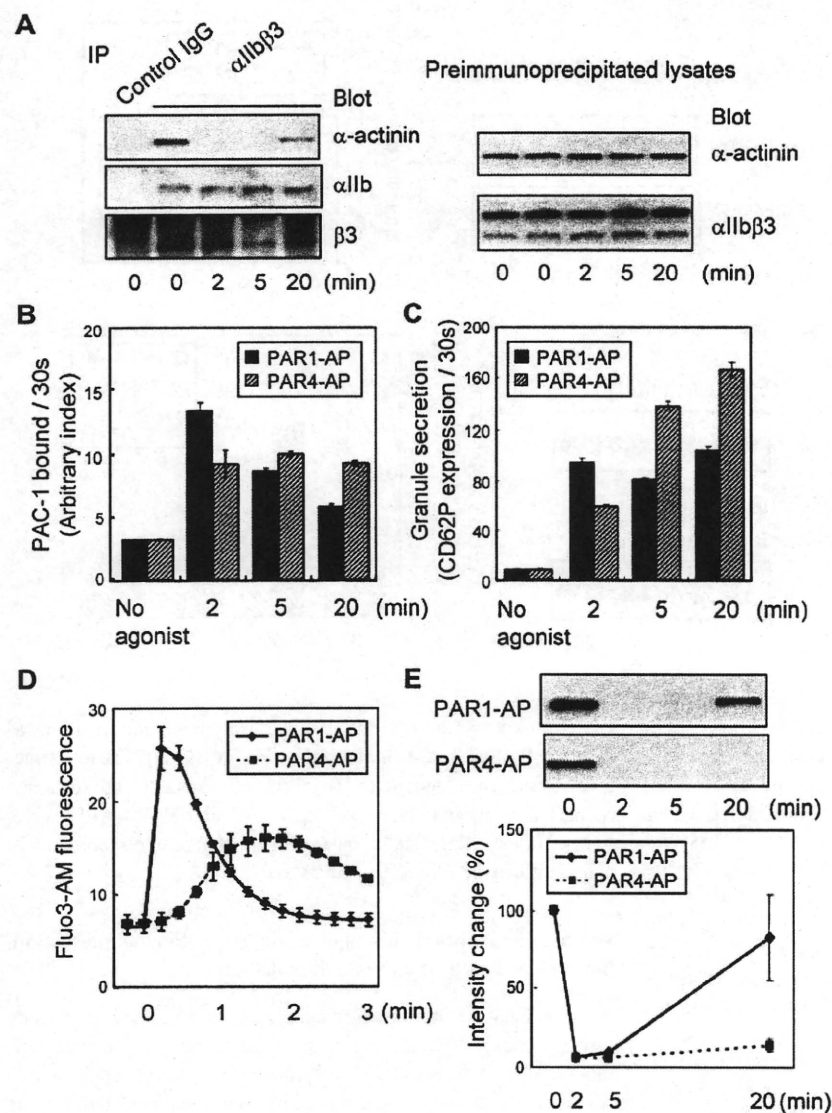 A
IP
Control IgG
αIIbβ3
Blot
α-actinin
αIIb
β3
0 0 2 5 20 (min)
Preimmunoprecipitated lysates
Blot
α-actinin
αIIbβ3
0 0 2 5 20 (min)
B
PAC-1 bound / 30s
(Arbitrary index)
20
15
10
5
0
PAR1-AP
PAR4-AP
No agonist
2 5 20 (min)
C
Granule secretion
(CD62P expression / 30s)
200
160
120
80
40
0
PAR1-AP
PAR4-AP
No agonist
2 5 20 (min)
D
Fluo3-AM fluorescence
30
20
10
0
PAR1-AP
PAR4-AP
0 1 2 3 (min)
E
PAR1-AP
PAR4-AP
0 2 5 20 (min)
Intensity change (%)
150
100
50
0
PAR1-AP
PAR4-AP
0 2 5 20 (min)